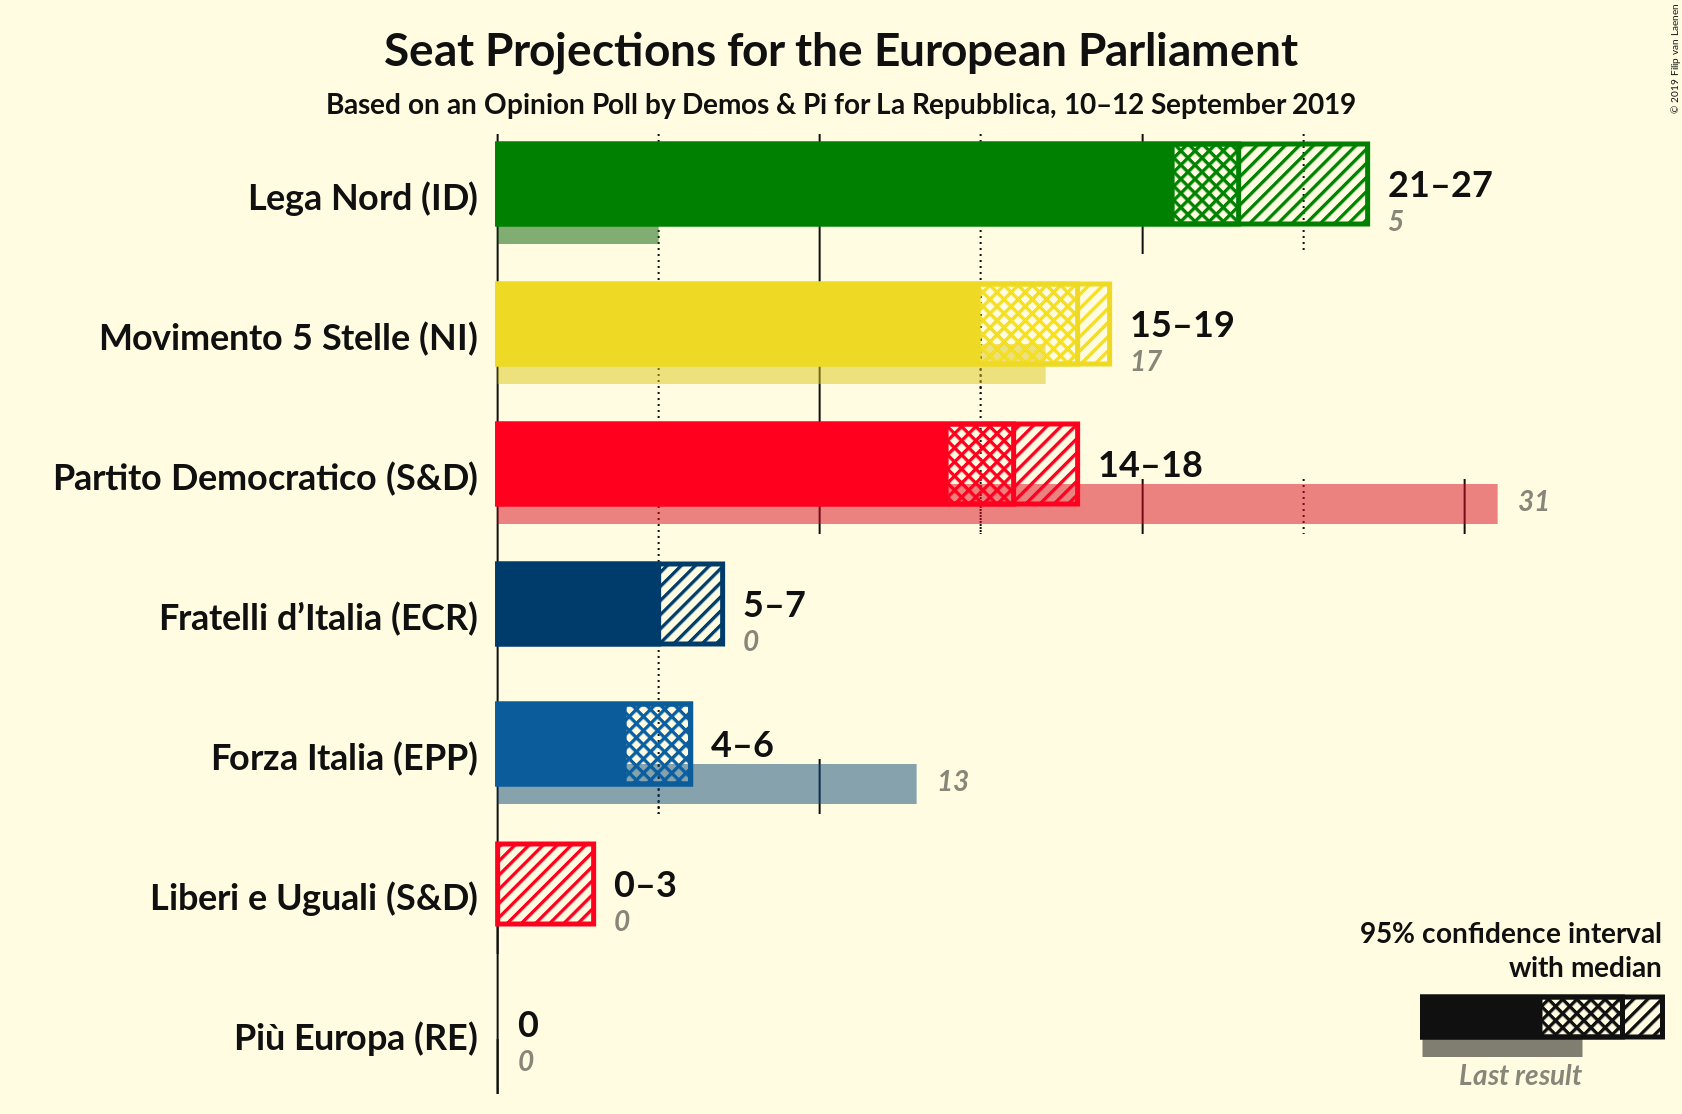 Seat Projections for the European Parliament
Based on an Opinion Poll by Demos & Pi for La Repubblica, 10–12 September 2019
© 2019 Filip van Laenen
Lega Nord (ID)
21–27
5
Movimento 5 Stelle (NI)
15–19
17
Partito Democratico (S&D)
14–18
31
Fratelli d’Italia (ECR)
5–7
0
Forza Italia (EPP)
4–6
13
Liberi e Uguali (S&D)
0–3
0
Più Europa (RE)
0
0
95% confidence interval
with median
Last result